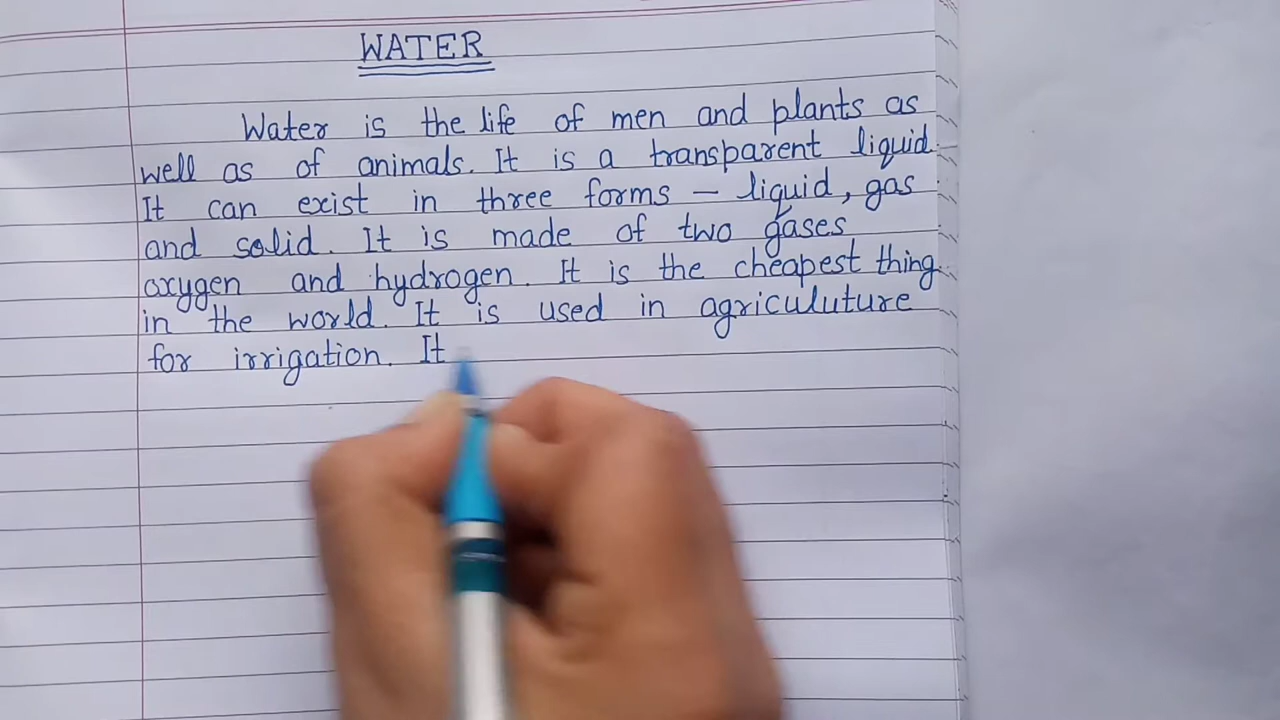 WATER
Water is the life of men and plants as
well as of animals. It is a transparent liquid.
It can exist in three forms – liquid, gas
and solid. It is made of two gases
oxygen and hydrogen. It is the cheapest thing
in the world. It is used in agriculuture
for irrigation. It